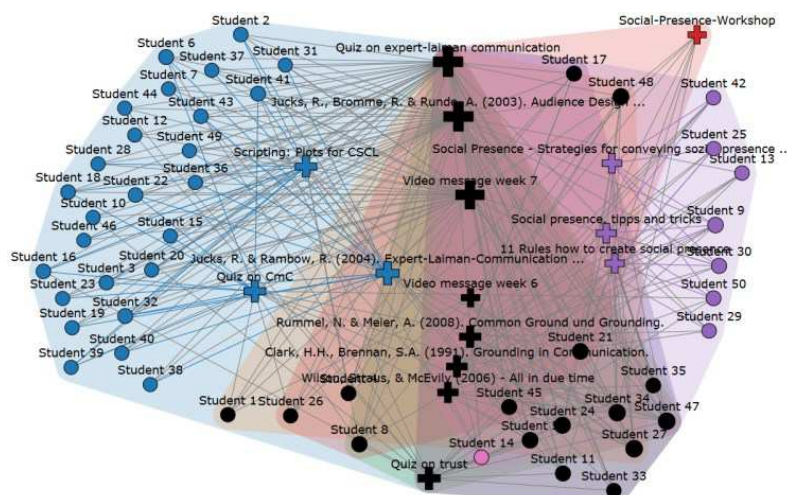 Student 2
Social-Presence-Workshop
Student 6
Quiz on expert-laiman communication
Student 37
Student 31
Student 17
Student 7
Student 41
Student 48
Student 42
Student 44
Jucks, R., Bromme, R. & Runde, A. (2003). Audience Design ...
Student 43
Student 12
Student 25
Student 49
Social Presence - Strategies for conveying sozial presence ...
Student 28
Scripting: Plots for CSCL
Student 13
Student 36
Video message week 7
Student 18
Student 22
Student 10
Social presence, tipps and tricks
Student 9
Student 46
Student 15
11 Rules how to create social presence
Student 16
Student 3
Student 20
Jucks, R. & Rambow, R. (2004). Expert-Laiman-Communication ...
Student 30
Student 23
Quiz on CmC
Video message week 6
Student 50
Student 32
Student 19
Rummel, N. & Meier, A. (2008). Common Ground und Grounding.
Student 29
Student 40
Clark, H.H., Brennan, S.A. (1991). Grounding in Communication.
Student 21
Student 39
Student 38
Straus, & McEvily (2006) - All in due time
Student 35
Student 1
Student 26
Student 45
Student 24
Student 34
Student 47
Student 8
Student
Student 14
Student 27
Quiz on trust
Student 11
Student 33